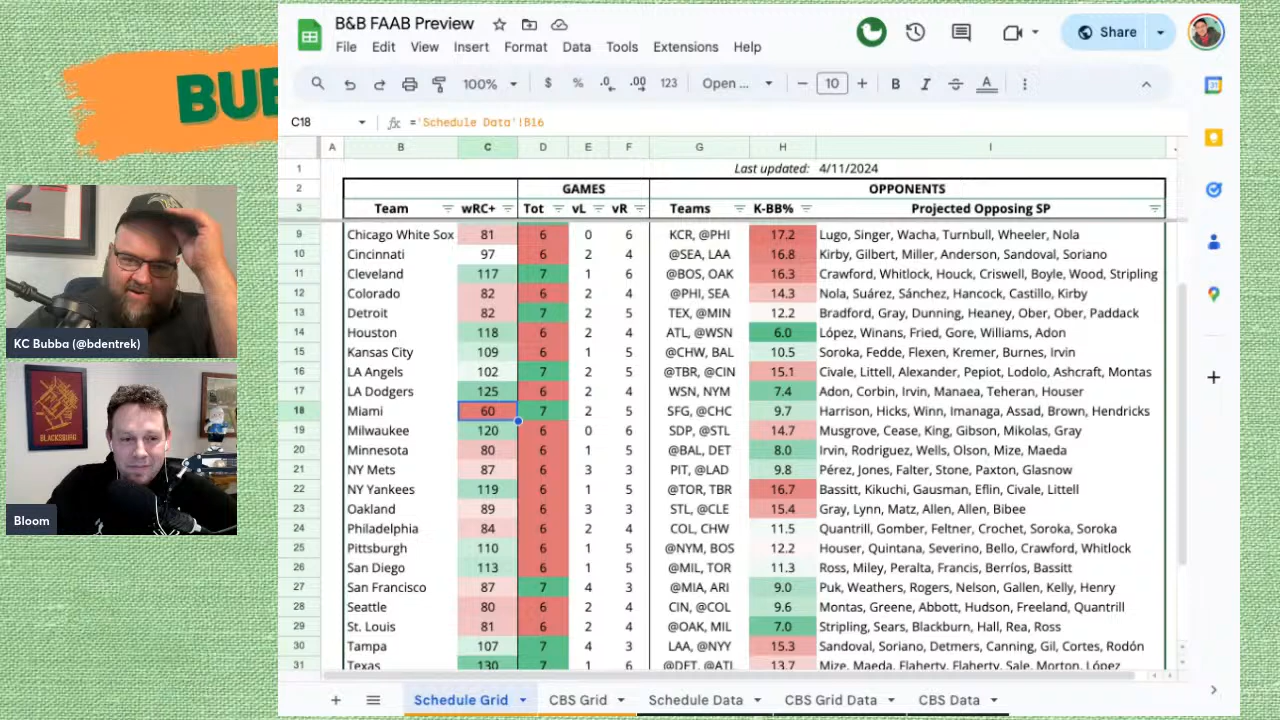 BUB
KC Bubba (@bdentrek)
BLACKSBURG
Bloom
B&B FAAB Preview
File Edit View Insert Format Data Tools Extensions Help
Share
100% % .0 .00 123 Open ... 10 B I S A
C18 fx ='Schedule Data'!B16
A B C D E F G H I
1 Last updated: 4/11/2024
2 GAMES OPPONENTS
3 Team wRC+ Tot vL vR Teams K-BB% Projected Opposing SP
9 Chicago White Sox 81 6 0 6 KCR, @PHI 17.2 Lugo, Singer, Wacha, Turnbull, Wheeler, Nola
10 Cincinnati 97 6 2 4 @SEA, LAA 16.8 Kirby, Gilbert, Miller, Anderson, Sandoval, Soriano
11 Cleveland 117 7 1 6 @BOS, OAK 16.3 Crawford, Whitlock, Houck, Criswell, Boyle, Wood, Stripling
12 Colorado 82 6 2 4 @PHI, SEA 14.3 Nola, Suárez, Sánchez, Hancock, Castillo, Kirby
13 Detroit 82 7 2 5 TEX, @MIN 12.2 Bradford, Gray, Dunning, Heaney, Ober, Ober, Paddack
14 Houston 118 6 2 4 ATL, @WSN 6.0 López, Winans, Fried, Gore, Williams, Adon
15 Kansas City 109 6 1 5 @CHW, BAL 10.5 Soroka, Fedde, Flexen, Kremer, Burnes, Irvin
16 LA Angels 102 7 2 5 @TBR, @CIN 15.1 Civale, Littell, Alexander, Pepiot, Lodolo, Ashcraft, Montas
17 LA Dodgers 125 6 2 4 WSN, NYM 7.4 Adon, Corbin, Irvin, Manaea, Teheran, Houser
18 Miami 60 7 2 5 SFG, @CHC 9.7 Harrison, Hicks, Winn, Imanaga, Assad, Brown, Hendricks
19 Milwaukee 120 6 0 6 SDP, @STL 14.7 Musgrove, Cease, King, Gibson, Mikolas, Gray
20 Minnesota 80 6 1 5 @BAL, DET 8.0 Irvin, Rodriguez, Wells, Olson, Mize, Maeda
21 NY Mets 87 6 3 3 PIT, @LAD 9.8 Pérez, Jones, Falter, Stone, Paxton, Glasnow
22 NY Yankees 119 6 1 5 @TOR, TBR 16.7 Bassitt, Kikuchi, Gausman, Eflin, Civale, Littell
23 Oakland 89 6 3 3 STL, @CLE 15.4 Gray, Lynn, Matz, Allen, Allen, Bibee
24 Philadelphia 84 6 2 4 COL, CHW 11.5 Quantrill, Gomber, Feltner, Crochet, Soroka, Soroka
25 Pittsburgh 110 6 1 5 @NYM, BOS 12.2 Houser, Quintana, Severino, Bello, Crawford, Whitlock
26 San Diego 113 6 1 5 @MIL, TOR 11.3 Ross, Miley, Peralta, Francis, Berríos, Bassitt
27 San Francisco 87 7 4 3 @MIA, ARI 9.0 Puk, Weathers, Rogers, Nelson, Gallen, Kelly, Henry
28 Seattle 80 6 2 4 CIN, @COL 9.6 Montas, Greene, Abbott, Hudson, Freeland, Quantrill
29 St. Louis 81 6 2 4 @OAK, MIL 7.0 Stripling, Sears, Blackburn, Hall, Rea, Ross
30 Tampa 107 7 4 3 LAA, @NYY 15.3 Sandoval, Soriano, Detmers, Canning, Gil, Cortes, Rodón
31 Texas 130 7 1 6 @DET, @ATL 13.7 Mize, Maeda, Flaherty, Flaherty, Sale, Morton, López
Schedule Grid BS Grid Schedule Data CBS Grid Data CBS Data